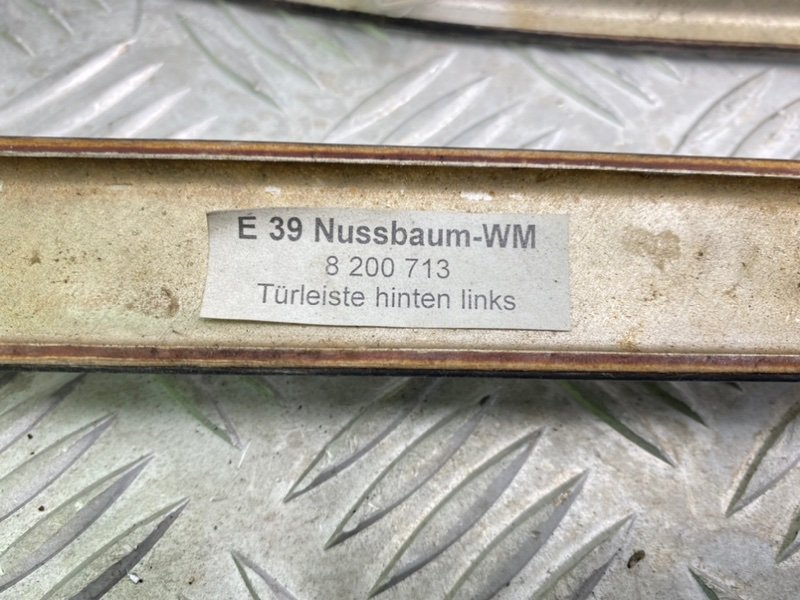 E 39 Nussbaum-WM
8 200 713
Türleiste hinten links